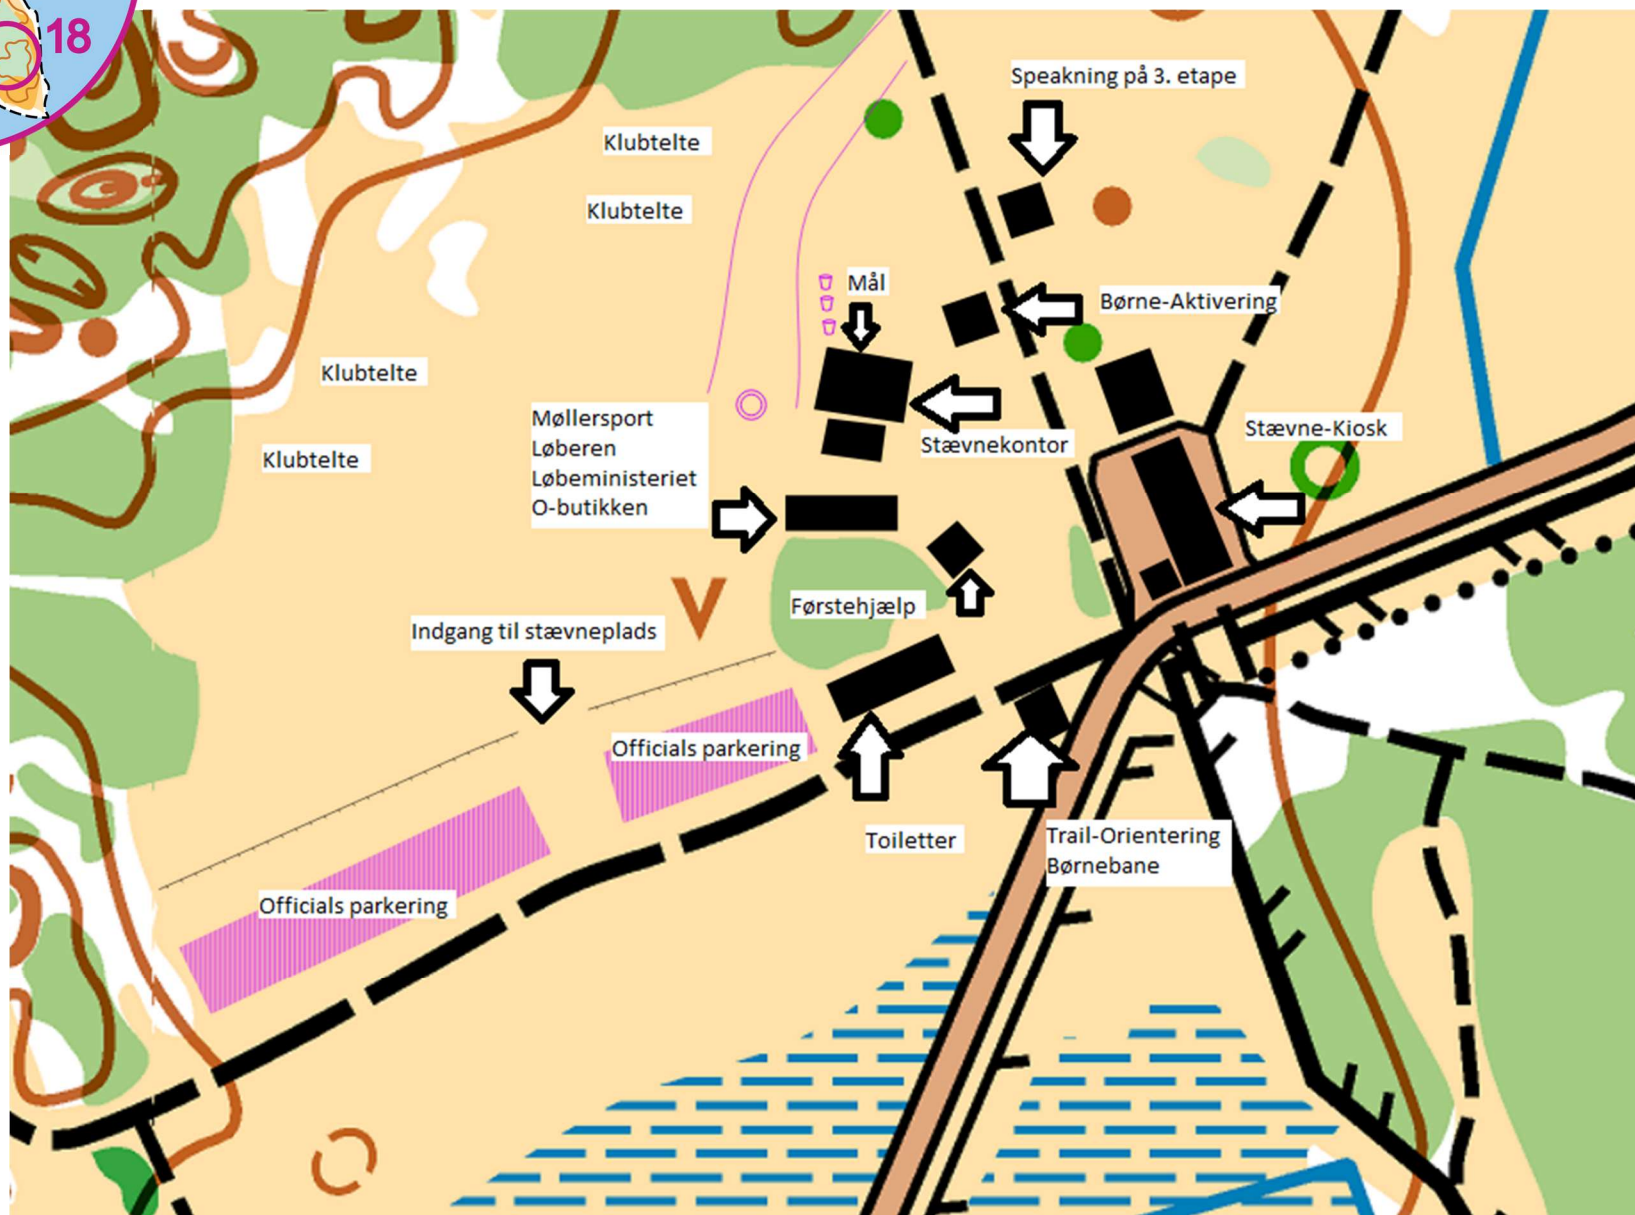 18
Speakning på 3. etape
Klubtelte
Klubtelte
Mål
Børne-Aktivering
Klubtelte
Møllersport
Løberen
Løbeministeriet
O-butikken
Stævnekontor
Stævne-Kiosk
Klubtelte
Førstehjælp
Indgang til stævneplads
Officials parkering
Toiletter
Trail-Orientering
Børnebane
Officials parkering